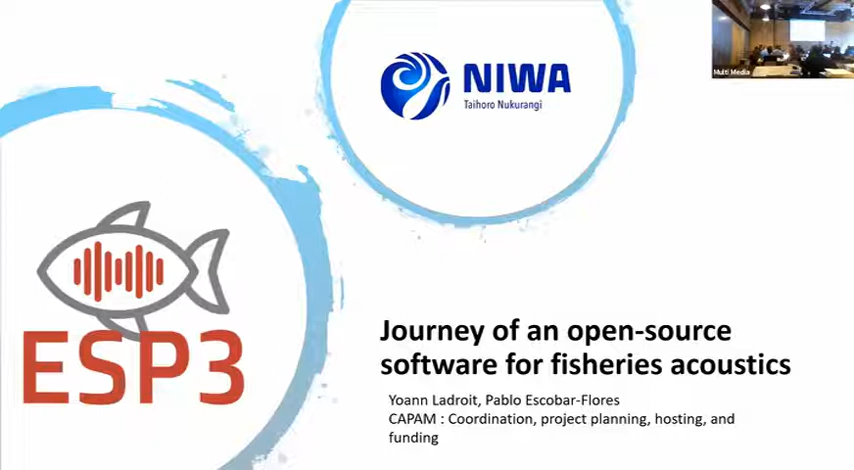 NIWA
Taihoro Nukurangi
Multi Media
ESP3
Journey of an open-source
software for fisheries acoustics
Yoann Ladroit, Pablo Escobar-Flores
CAPAM : Coordination, project planning, hosting, and
funding